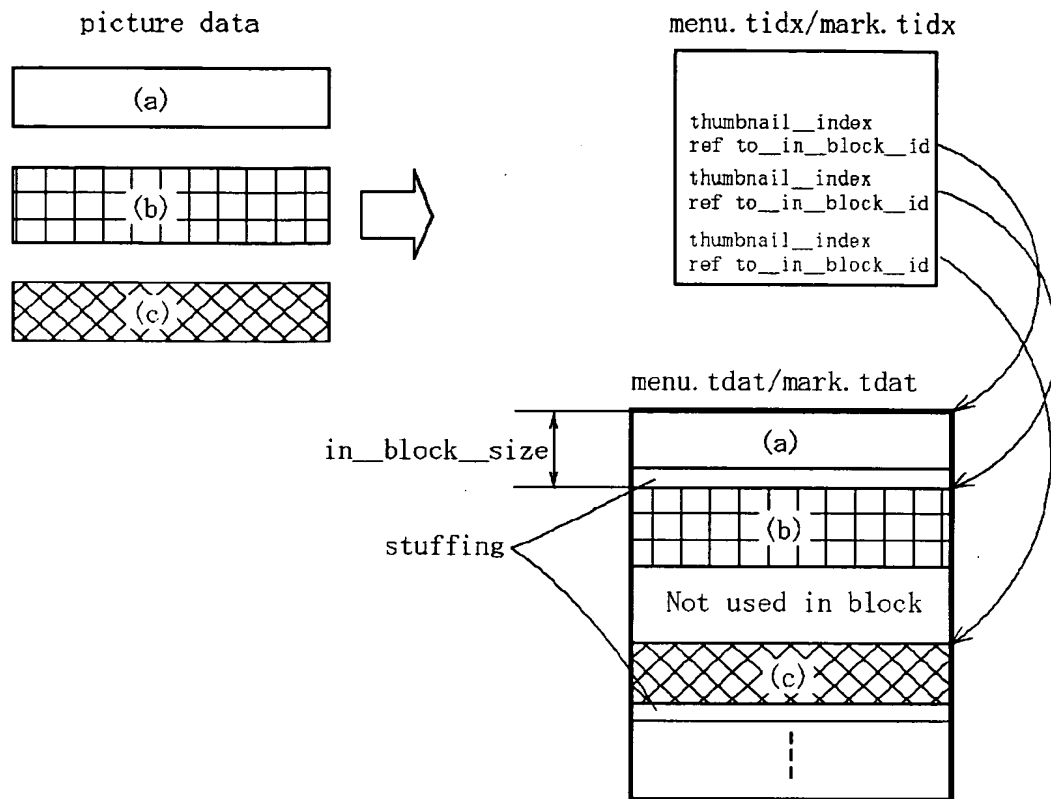 picture data
(a)
(b)
(c)
menu.tidx/mark.tidx
thumbnail__index
ref to__in__block__id
thumbnail__index
ref to__in__block__id
thumbnail__index
ref to__in__block__id
menu.tdat/mark.tdat
in__block__size
(a)
stuffing
(b)
Not used in block
(c)